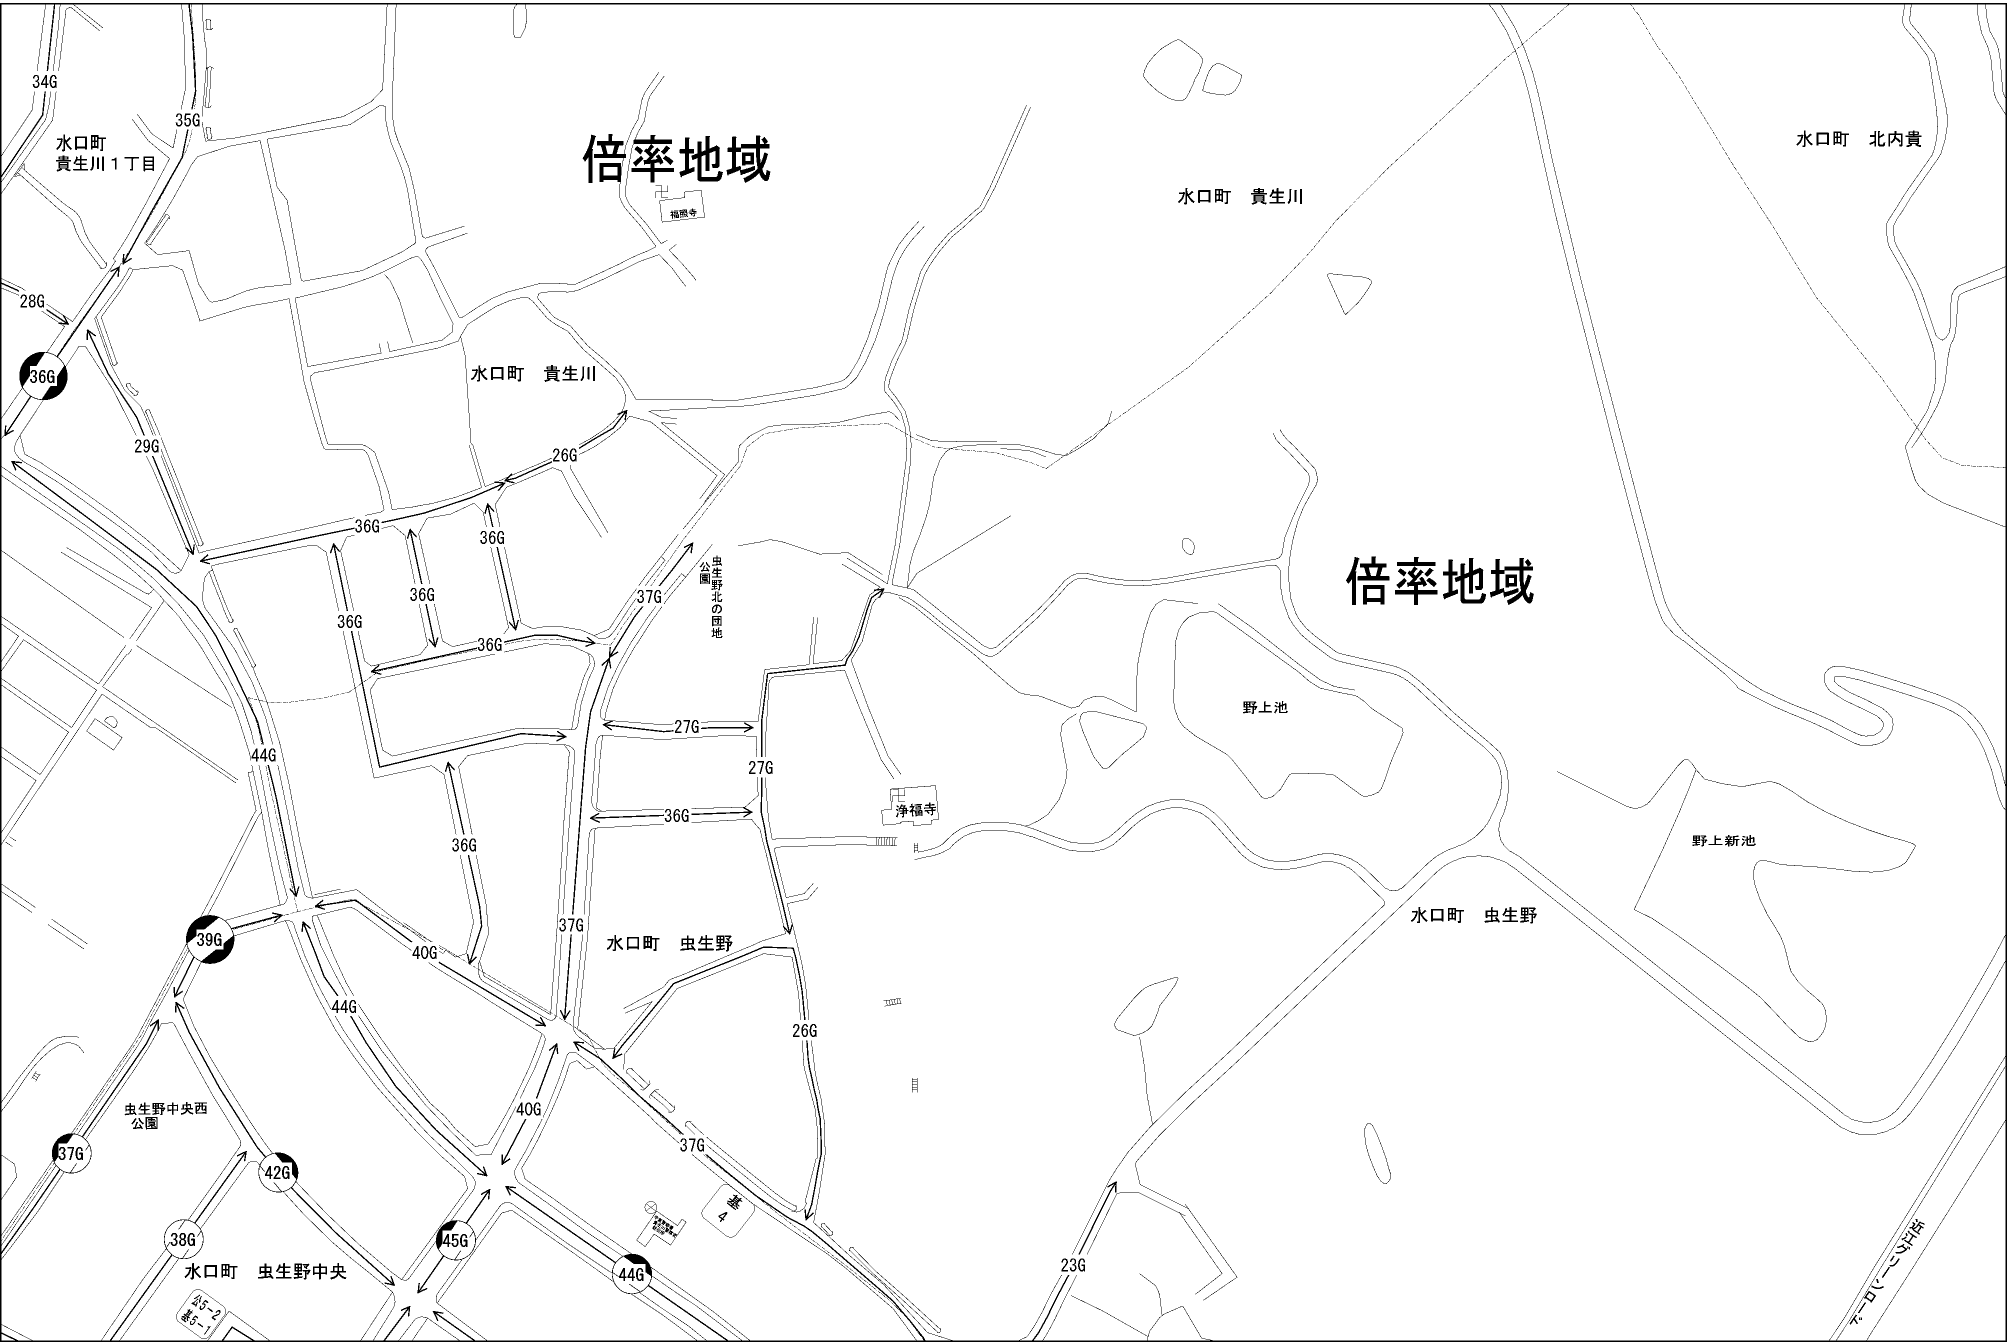 34G
35G
水口町
貴生川1丁目
倍率地域
福照寺
水口町　貴生川
水口町　北内貴
28G
36G
水口町　貴生川
29G
26G
36G
36G
36G
36G
36G
37G
虫生野北の団地
公園
倍率地域
野上池
27G
44G
27G
36G
浄福寺
野上新池
36G
37G
39G
40G
水口町　虫生野
水口町　虫生野
44G
26G
40G
虫生野中央西
公園
37G
37G
42G
基
4
38G
45G
44G
水口町　虫生野中央
23G
公5-2
基5-1
近江グリーンロード